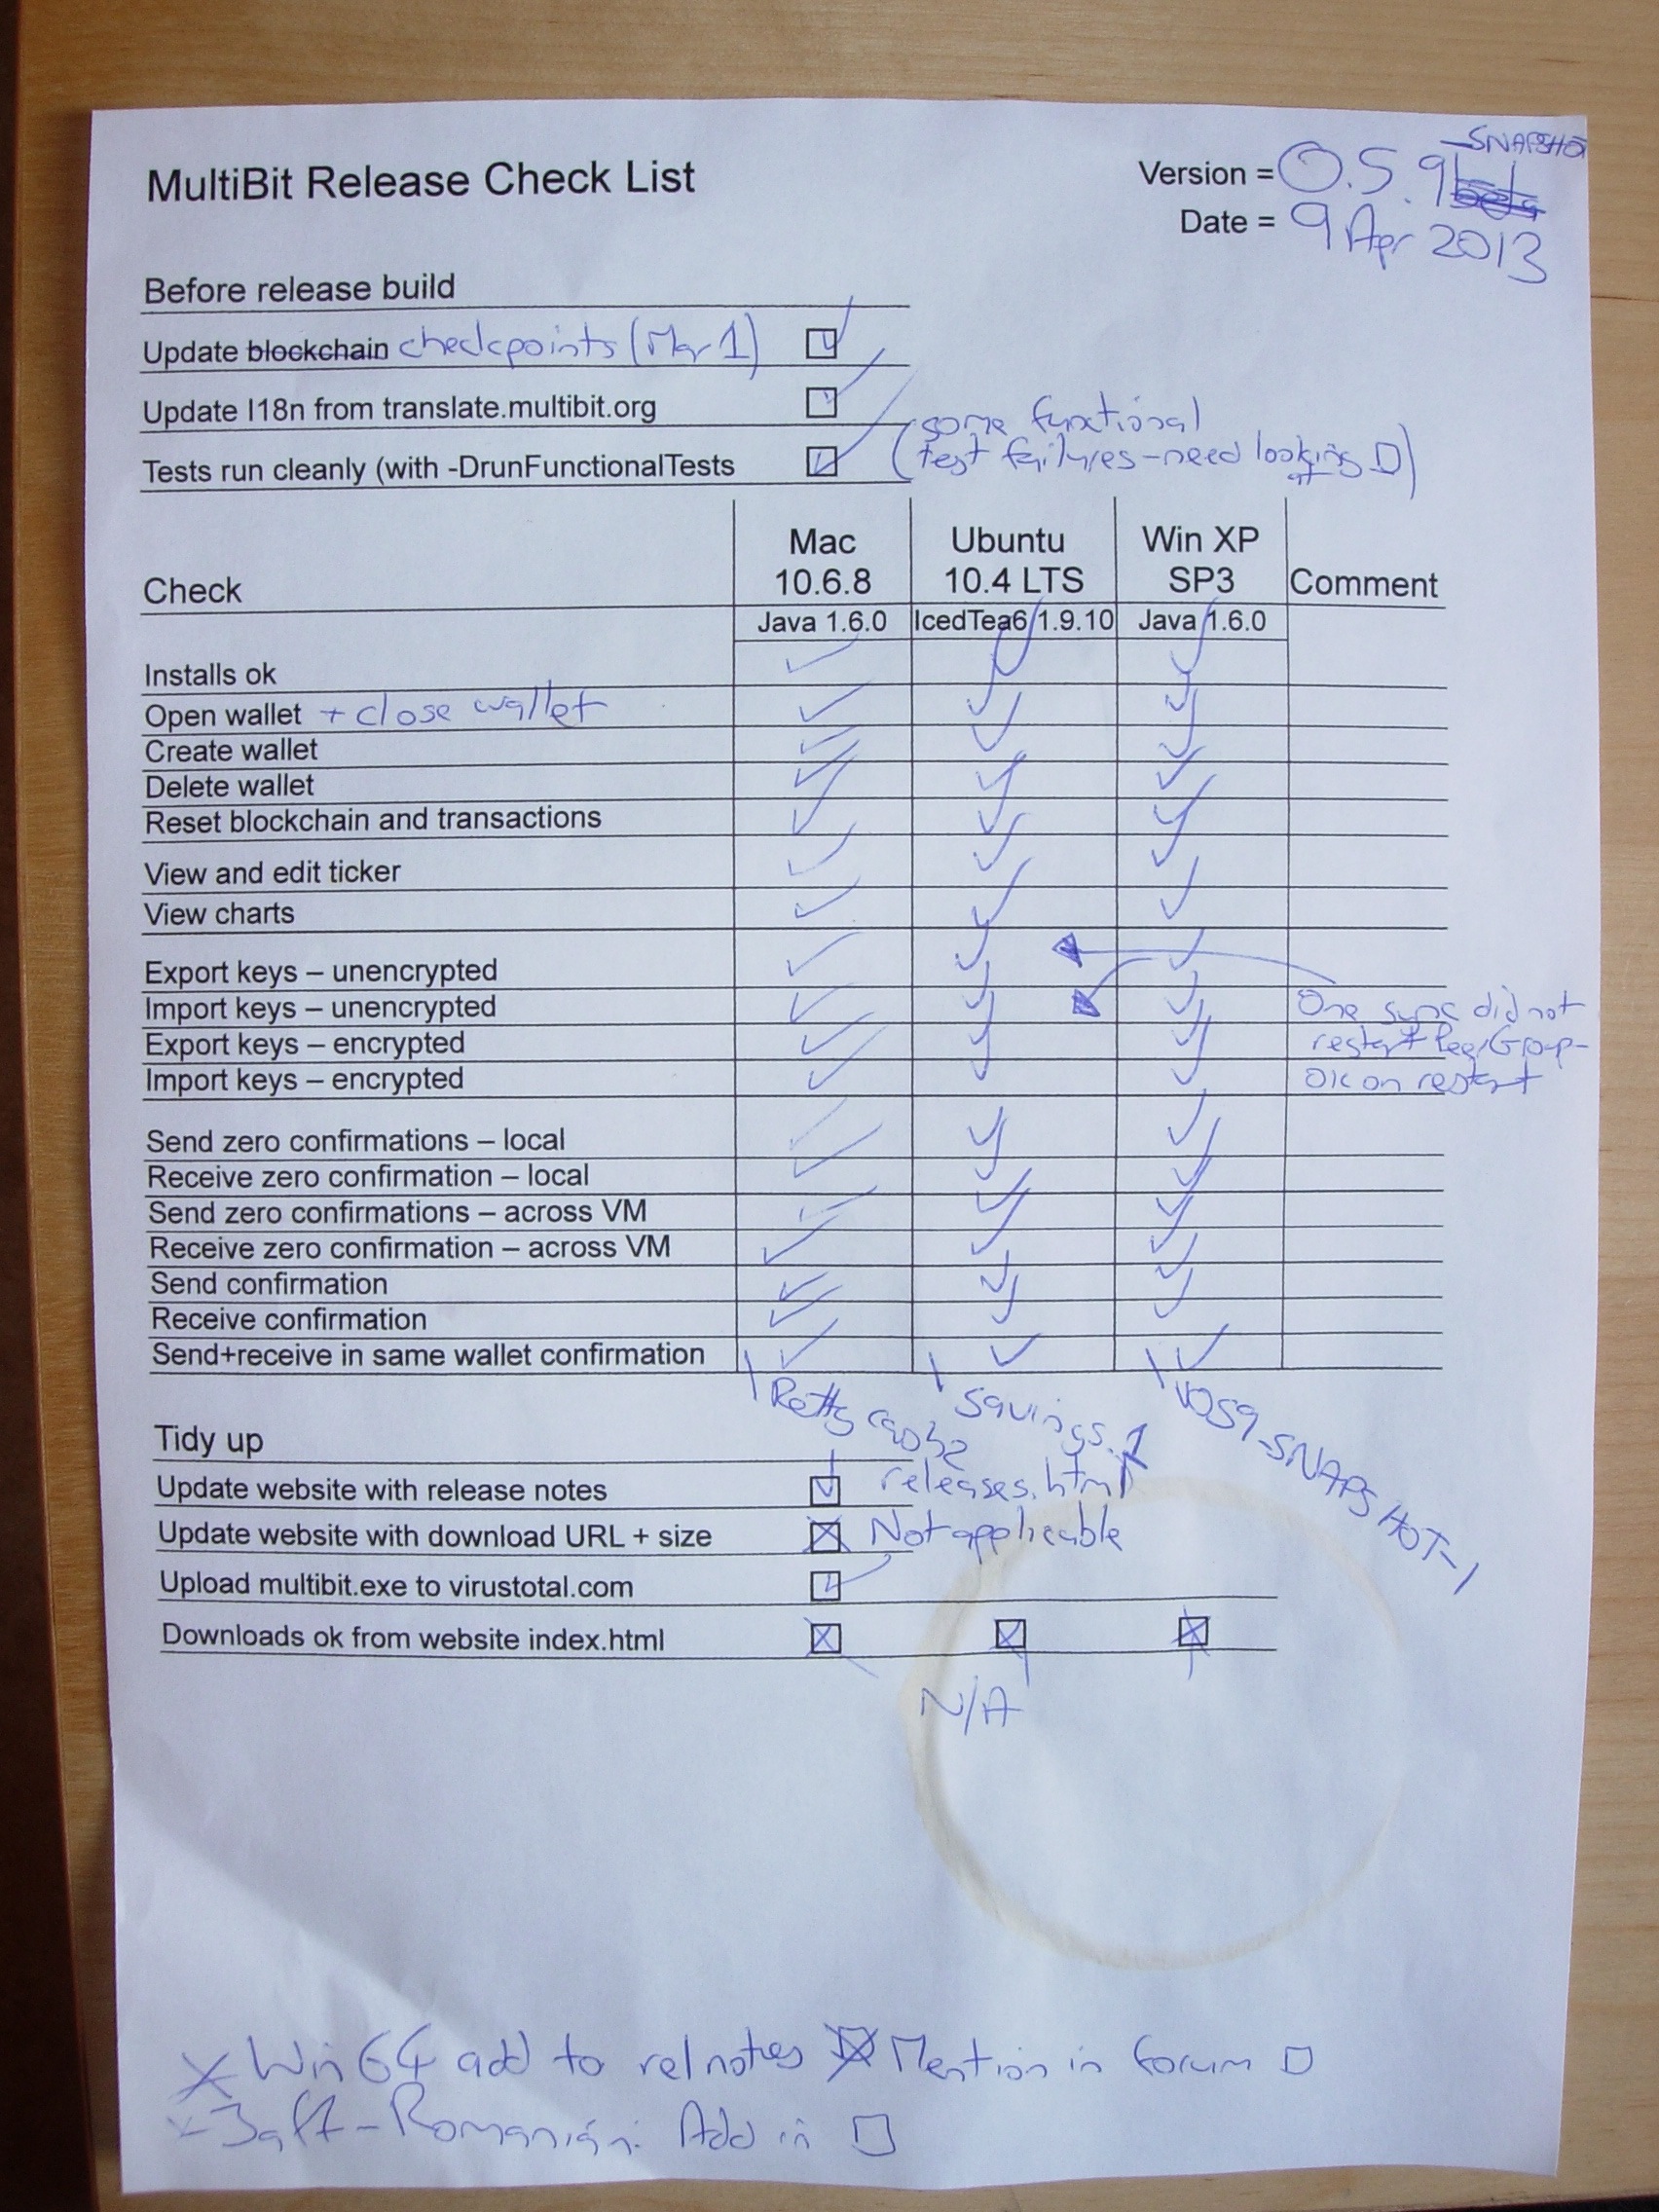 MultiBit Release Check List
Version = 0.5.9 beta -SNAPSHOT
Date = 9 Apr 2013
Before release build
Update blockchain checkpoints (Mar 1)
Update I18n from translate.multibit.org
Tests run cleanly (with -DrunFunctionalTests
(some functional
test failures - need looking at)
Mac Ubuntu Win XP
Check 10.6.8 10.4 LTS SP3 Comment
Java 1.6.0 IcedTea6 1.9.10 Java 1.6.0
Installs ok
Open wallet + close wallet
Create wallet
Delete wallet
Reset blockchain and transactions
View and edit ticker
View charts
Export keys – unencrypted
Import keys – unencrypted One sync did not
Export keys – encrypted restart PeerGroup-
Import keys – encrypted OK on restart
Send zero confirmations – local
Receive zero confirmation – local
Send zero confirmations – across VM
Receive zero confirmation – across VM
Send confirmation
Receive confirmation
Send+receive in same wallet confirmation
savings.1
V059-SNAPSHOT-1
Tidy up
Update website with release notes releases.html
Update website with download URL + size Not applicable
Upload multibit.exe to virustotal.com
Downloads ok from website index.html
N/A
Win64 add to rel notes Mention in forum
Romanian: Add in